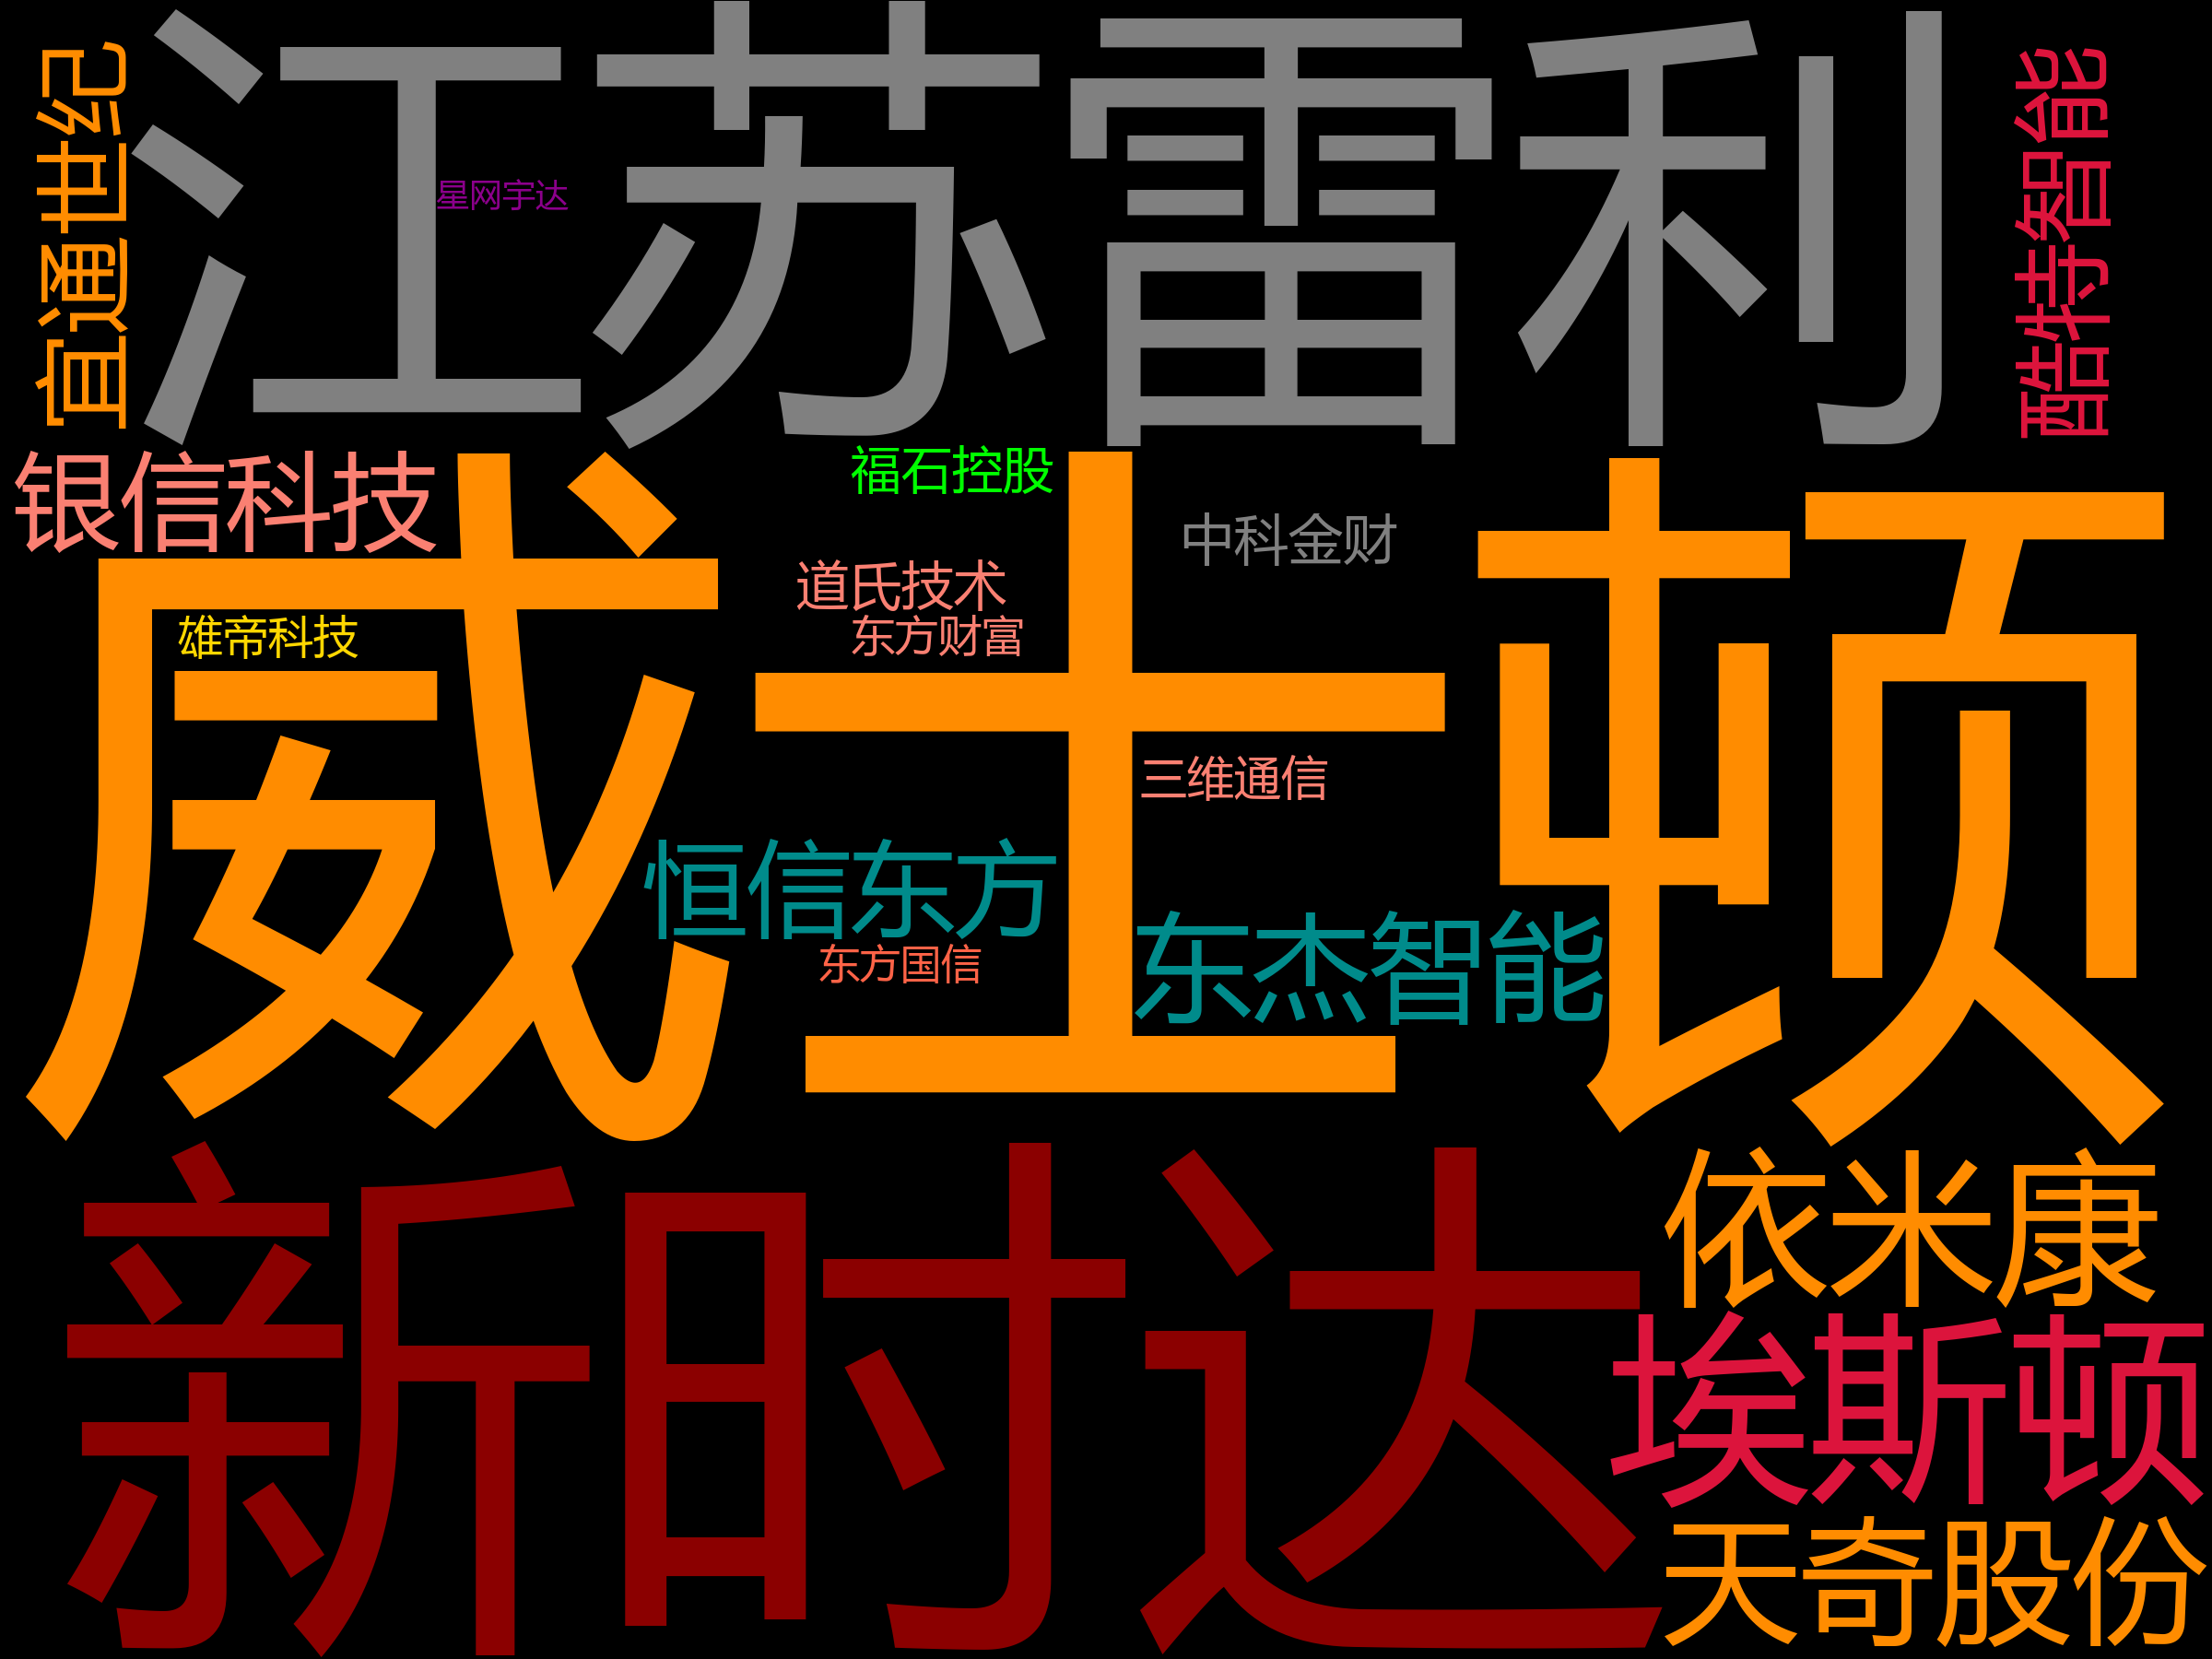 江苏雷利
宜通世纪
酷特智能
星网宇达
银信科技
福石控股
中科金财
道氏技术
雄帝科技
东方财富
威士顿
三维通信
恒信东方
东杰智能
东方国信
新时达
依米康
埃斯顿
天奇股份